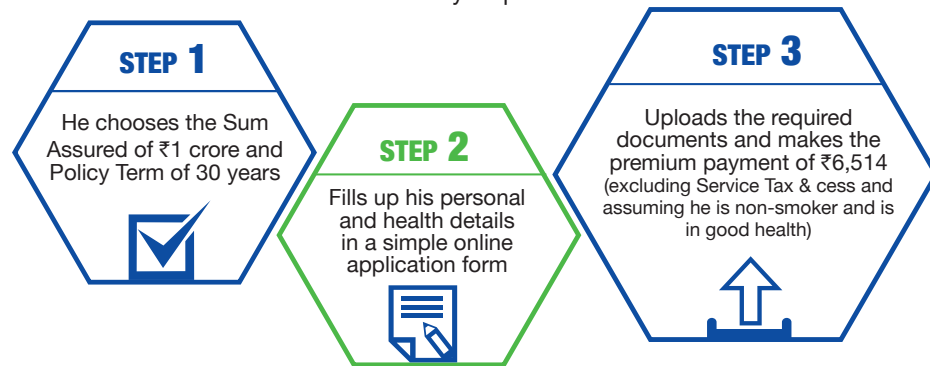 STEP 1
He chooses the Sum
Assured of ₹1 crore and
Policy Term of 30 years
STEP 2
Fills up his personal
and health details
in a simple online
application form
STEP 3
Uploads the required
documents and makes the
premium payment of ₹6,514
(excluding Service Tax & cess and
assuming he is non-smoker and is
in good health)